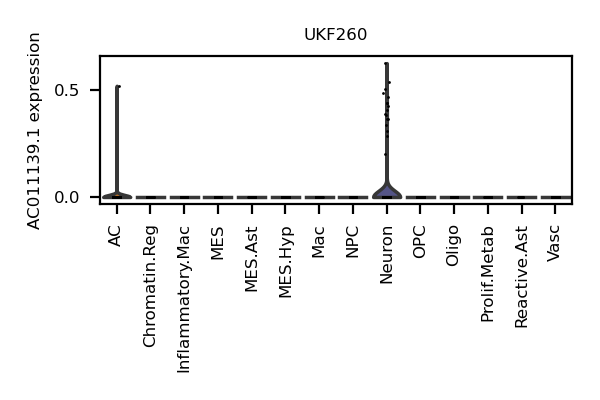 UKF260
AC011139.1 expression
0.5
0.0
AC
Chromatin.Reg
Inflammatory.Mac
MES
MES.Ast
MES.Hyp
Mac
NPC
Neuron
OPC
Oligo
Prolif.Metab
Reactive.Ast
Vasc